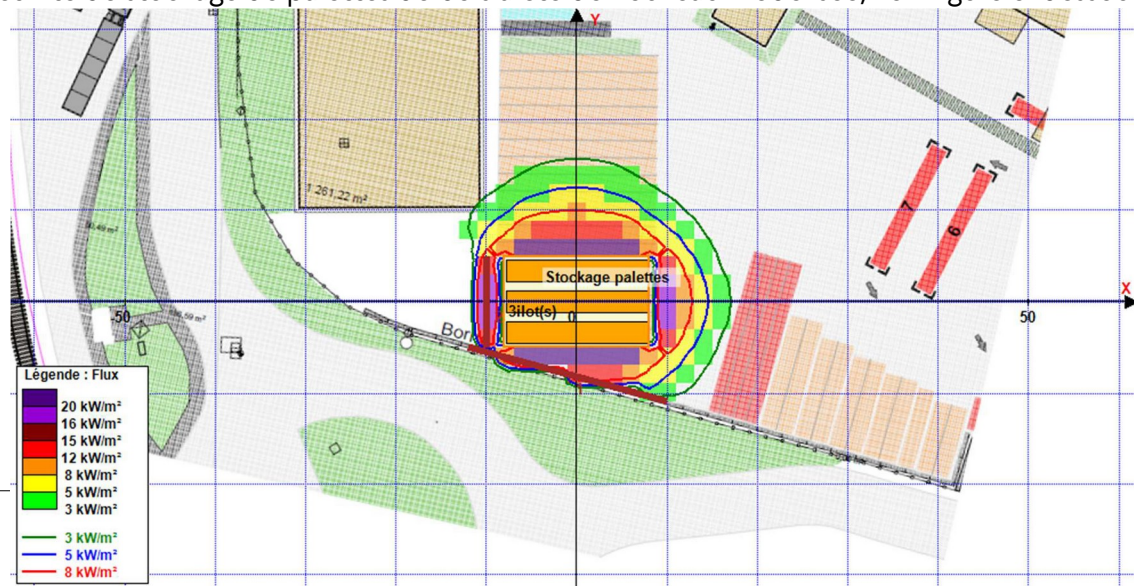 Y
1 261.22 m²
7
6
Stockage palettes
X
-50
3ilot(s)
0
50
Légende : Flux
20 kW/m²
16 kW/m²
15 kW/m²
12 kW/m²
8 kW/m²
5 kW/m²
3 kW/m²
3 kW/m²
5 kW/m²
8 kW/m²